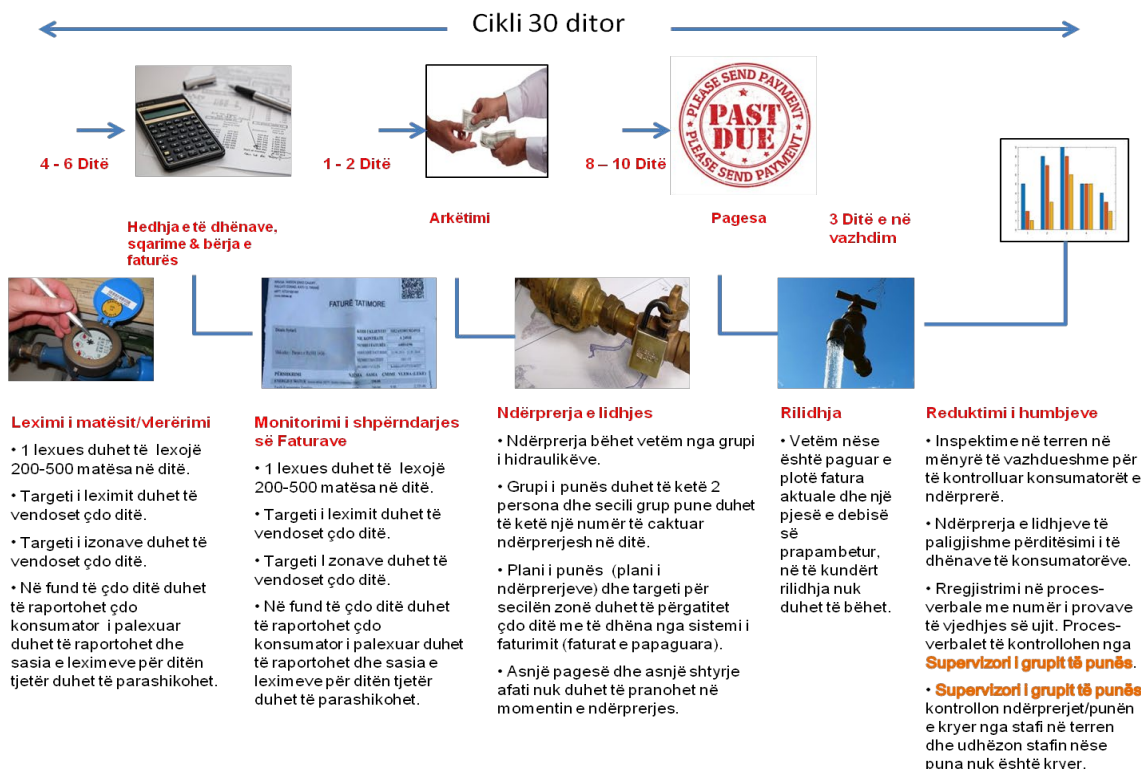 Cikli 30 ditor
4 - 6 Ditë
1 - 2 Ditë
8 – 10 Ditë
PLEASE SEND PAYMENT
PAST
DUE
PLEASE SEND PAYMENT
Hedhja e të dhënave,
sqarime & bërja e
faturës
Arkëtimi
Pagesa
3 Ditë e në
vazhdim
FATURË TATIMORE
Leximi i matësit/vlerërimi
• 1 lexues duhet të lexojë
200-500 matësa në ditë.
• Targeti i leximit duhet të
vendoset çdo ditë.
• Targeti i izonave duhet të
vendoset çdo ditë.
• Në fund të çdo ditë duhet
të raportohet çdo
konsumator i palexuar
duhet të raportohet dhe
sasia e leximeve për ditën
tjetër duhet të parashikohet.
Monitorimi i shpërndarjes
së Faturave
• 1 lexues duhet të lexojë
200-500 matësa në ditë.
• Targeti i leximit duhet të
vendoset çdo ditë.
• Targeti I zonave duhet të
vendoset çdo ditë.
• Në fund të çdo ditë duhet
të raportohet çdo
konsumator i palexuar duhet
të raportohet dhe sasia e
leximeve për ditën tjetër
duhet të parashikohet.
Ndërprerja e lidhjes
• Ndërprerja bëhet vetëm nga grupi
i hidraulikëve.
• Grupi i punës duhet të ketë 2
persona dhe secili grup pune duhet
të ketë një numër të caktuar
ndërprerjesh në ditë.
• Plani i punës (plani i
ndërprerjeve) dhe targeti për
secilën zonë duhet të përgatitet
çdo ditë me të dhëna nga sistemi i
faturimit (faturat e papaguara).
• Asnjë pagesë dhe asnjë shtyrje
afati nuk duhet të pranohet në
momentin e ndërprerjes.
Rilidhja
• Vetëm nëse
është paguar e
plotë fatura
aktuale dhe një
pjesë e debisë
së
prapambetur,
në të kundërt
rilidhja nuk
duhet të bëhet.
Reduktimi i humbjeve
• Inspektime në terren në
mënyrë të vazhdueshme për
të kontrolluar konsumatorët e
ndërprerë.
• Ndërprerja e lidhjeve të
paligjishme përditësimi i të
dhënave të konsumatorëve.
• Rregjistrimi në proces-
verbale me numër i provave
të vjedhjes së ujit. Proces-
verbalet të kontrollohen nga
Supervizori i grupit të punës.
• Supervizori i grupit të punës
kontrollon ndërprerjet/punën
e kryer nga stafi në terren
dhe udhëzon stafin nëse
puna nuk është kryer.